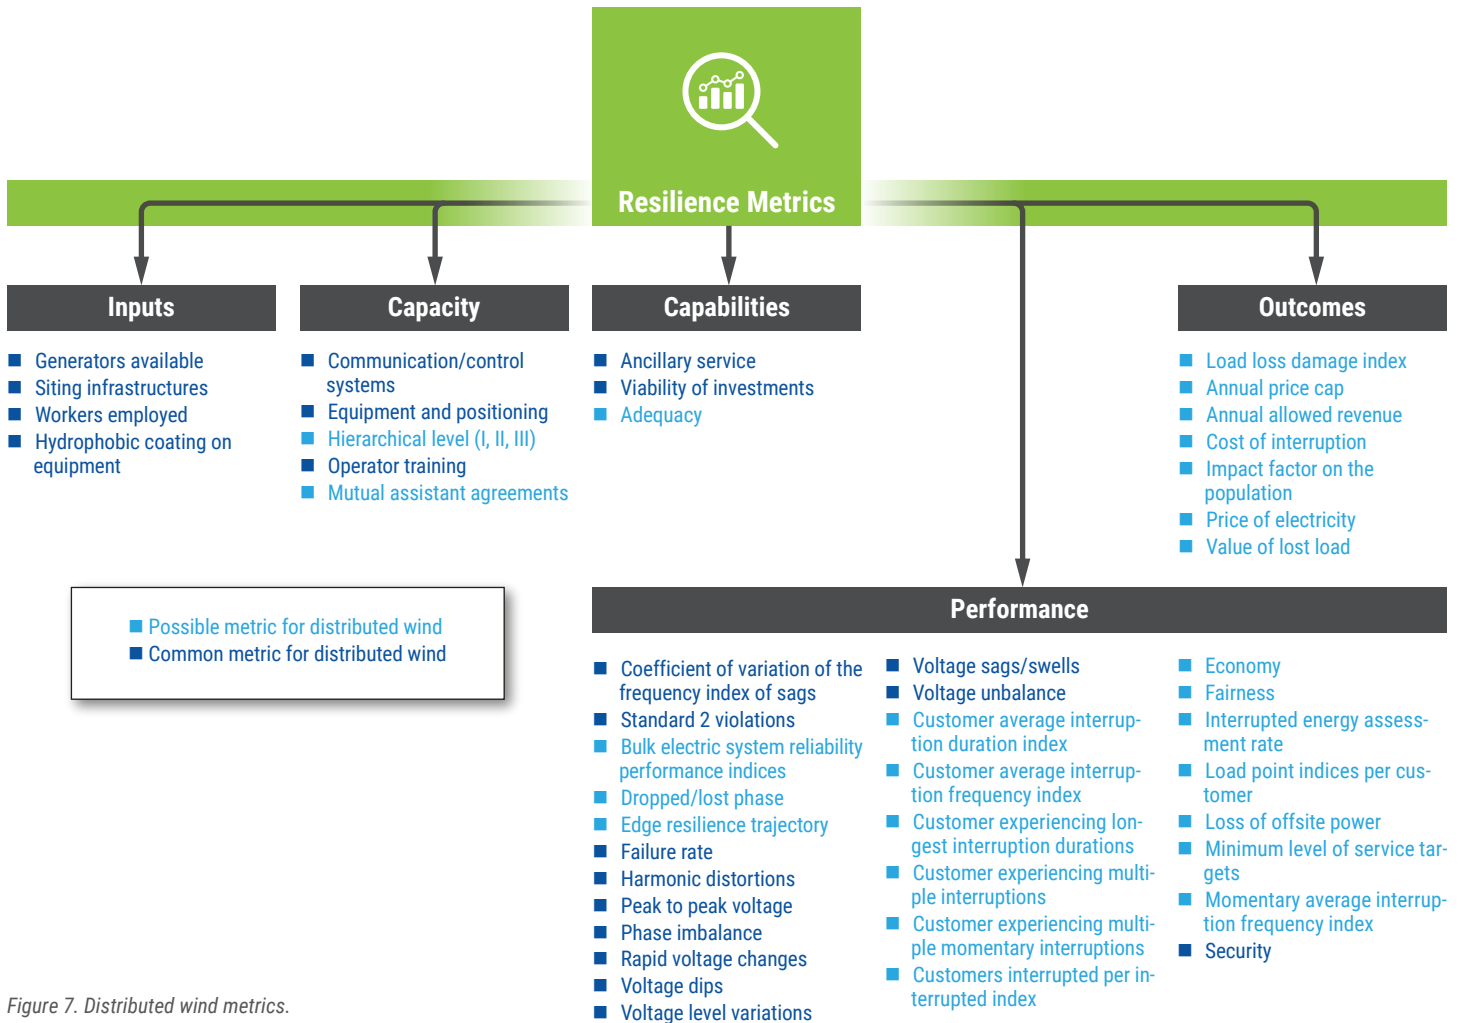 Resilience Metrics
Inputs
Generators available
Siting infrastructures
Workers employed
Hydrophobic coating on
equipment
Capacity
Communication/control
systems
Equipment and positioning
Hierarchical level (I, II, III)
Operator training
Mutual assistant agreements
Capabilities
Ancillary service
Viability of investments
Adequacy
Outcomes
Load loss damage index
Annual price cap
Annual allowed revenue
Cost of interruption
Impact factor on the
population
Price of electricity
Value of lost load
Possible metric for distributed wind
Common metric for distributed wind
Performance
Coefficient of variation of the
frequency index of sags
Standard 2 violations
Bulk electric system reliability
performance indices
Dropped/lost phase
Edge resilience trajectory
Failure rate
Harmonic distortions
Peak to peak voltage
Phase imbalance
Rapid voltage changes
Voltage dips
Voltage level variations
Voltage sags/swells
Voltage unbalance
Customer average interrup-
tion duration index
Customer average interrup-
tion frequency index
Customer experiencing lon-
gest interruption durations
Customer experiencing multi-
ple interruptions
Customer experiencing multi-
ple momentary interruptions
Customers interrupted per in-
terrupted index
Economy
Fairness
Interrupted energy assess-
ment rate
Load point indices per cus-
tomer
Loss of offsite power
Minimum level of service tar-
gets
Momentary average interrup-
tion frequency index
Security
Figure 7. Distributed wind metrics.